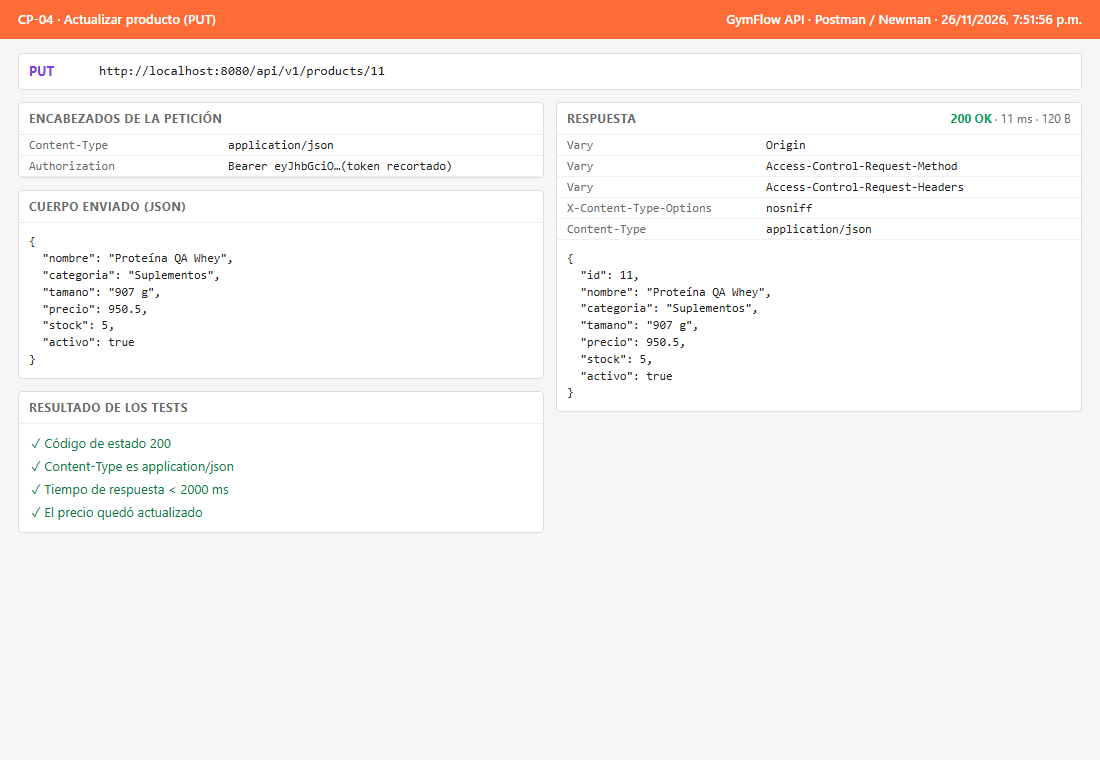 CP-04 · Actualizar producto (PUT)
GymFlow API · Postman / Newman · 26/11/2026, 7:51:56 p.m.
PUT http://localhost:8080/api/v1/products/11
ENCABEZADOS DE LA PETICIÓN
Content-Type application/json
Authorization Bearer eyJhbGciO…(token recortado)
CUERPO ENVIADO (JSON)
{
  "nombre": "Proteína QA Whey",
  "categoria": "Suplementos",
  "tamano": "907 g",
  "precio": 950.5,
  "stock": 5,
  "activo": true
}
RESULTADO DE LOS TESTS
✓ Código de estado 200
✓ Content-Type es application/json
✓ Tiempo de respuesta < 2000 ms
✓ El precio quedó actualizado
RESPUESTA 200 OK · 11 ms · 120 B
Vary Origin
Vary Access-Control-Request-Method
Vary Access-Control-Request-Headers
X-Content-Type-Options nosniff
Content-Type application/json
{
  "id": 11,
  "nombre": "Proteína QA Whey",
  "categoria": "Suplementos",
  "tamano": "907 g",
  "precio": 950.5,
  "stock": 5,
  "activo": true
}